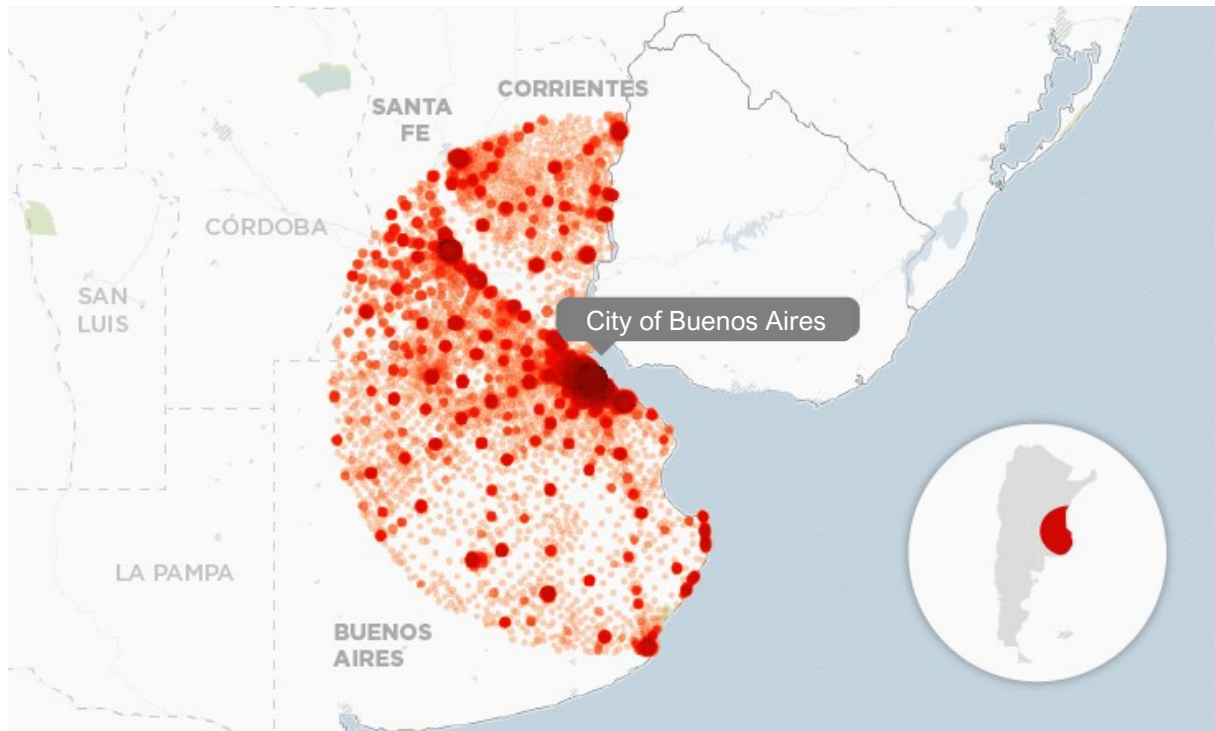 CORRIENTES
SANTA
FE
CÓRDOBA
SAN
LUIS
City of Buenos Aires
LA PAMPA
BUENOS
AIRES